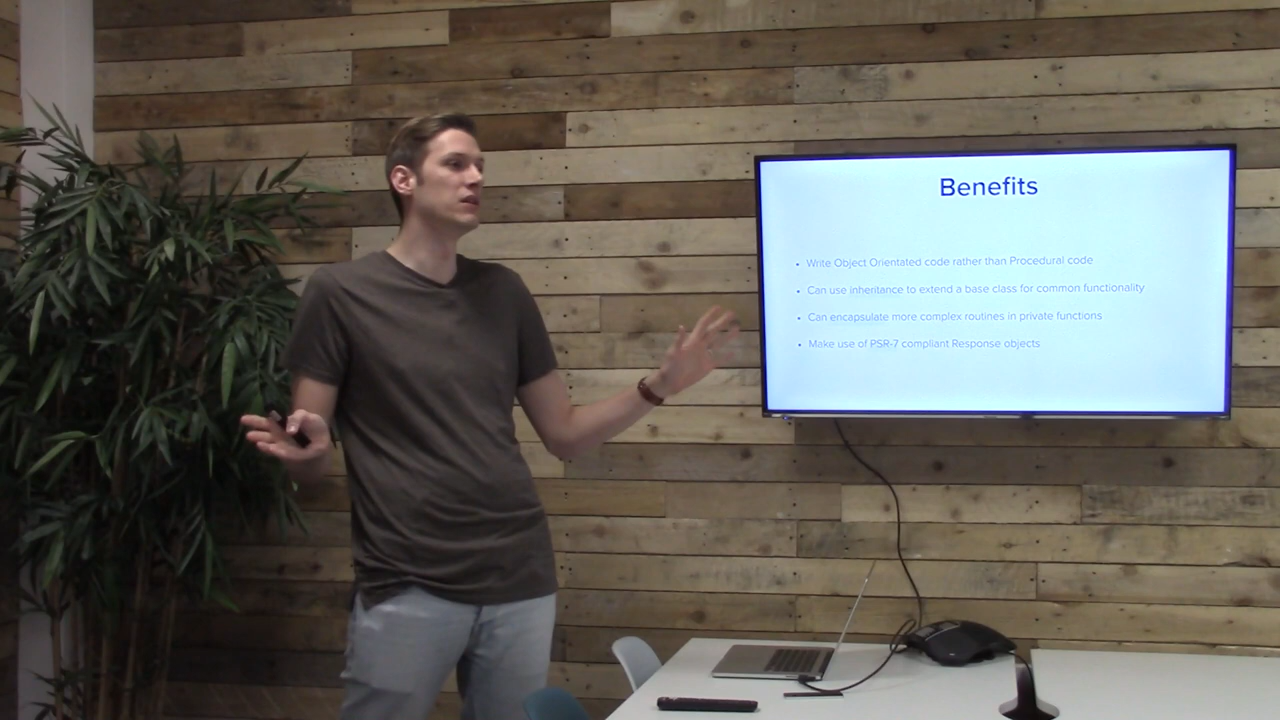 Benefits
• Write Object Orientated code rather than Procedural code
• Can use inheritance to extend a base class for common functionality
• Can encapsulate more complex routines in private functions
• Make use of PSR-7 compliant Response objects